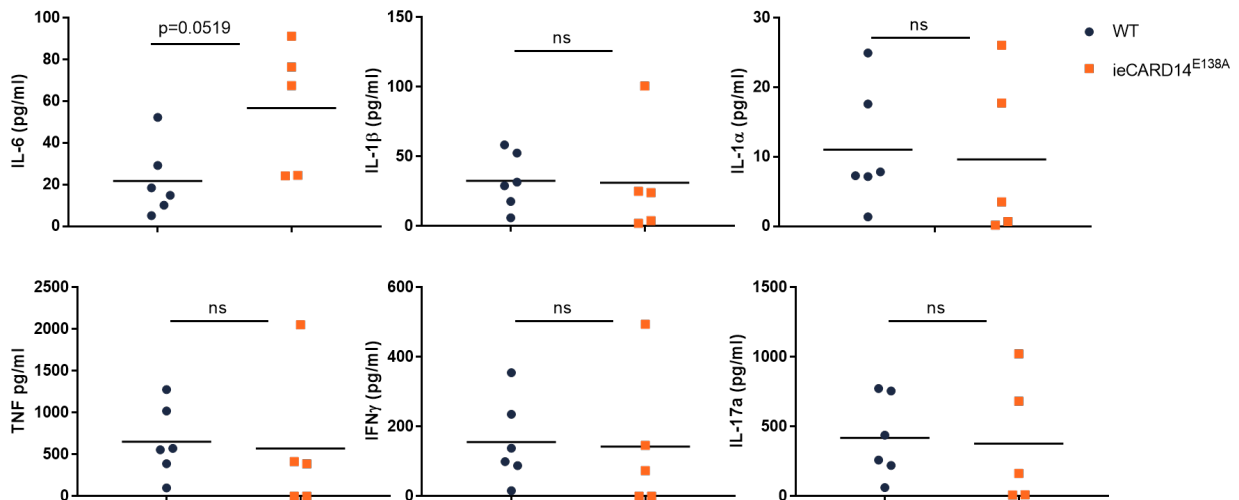 IL-6 (pg/ml)
100
80
60
40
20
0
p=0.0519
IL-1β (pg/ml)
150
100
50
0
ns
IL-1α (pg/ml)
30
20
10
0
ns
WT
ieCARD14^E138A
TNF pg/ml)
2500
2000
1500
1000
500
0
ns
IFNγ (pg/ml)
600
400
200
0
ns
IL-17a (pg/ml)
1500
1000
500
0
ns